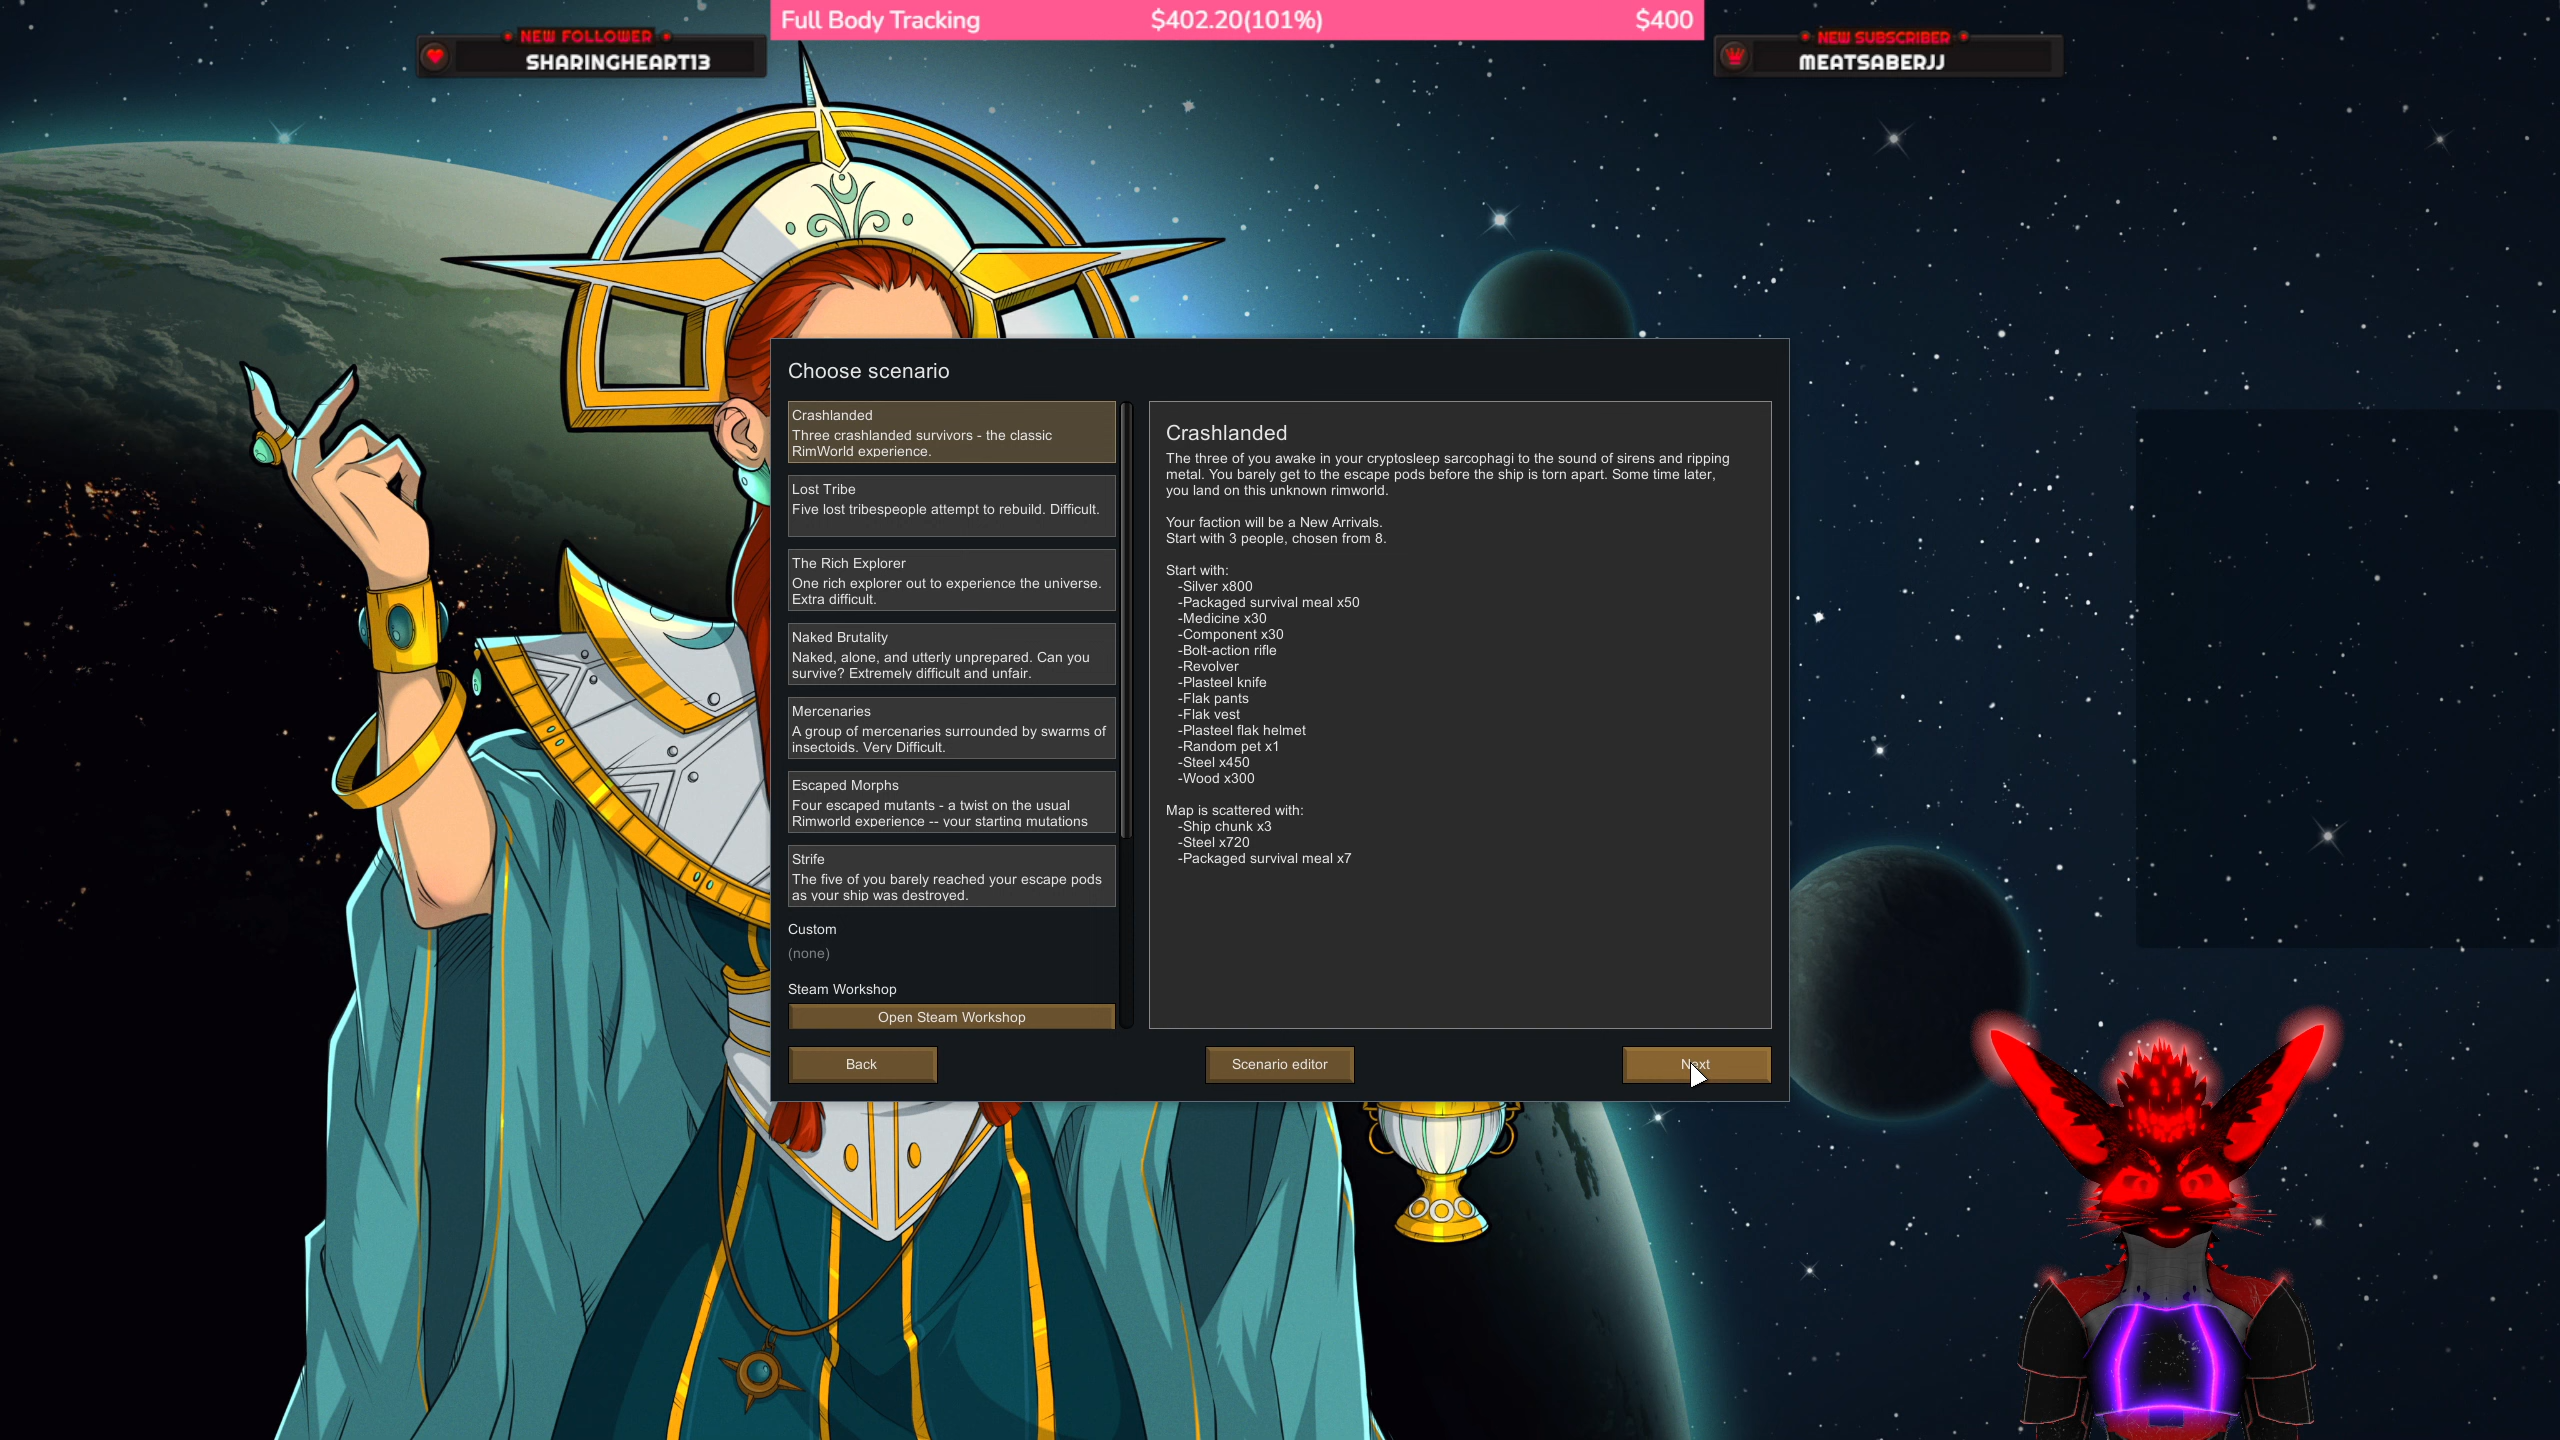 Full Body Tracking $402.20(101%) $400
NEW FOLLOWER
SHARINGHEART13
NEW SUBSCRIBER
MEATSABERJJ
Choose scenario
Crashlanded
Three crashlanded survivors - the classic
RimWorld experience.
Lost Tribe
Five lost tribespeople attempt to rebuild. Difficult.
The Rich Explorer
One rich explorer out to experience the universe.
Extra difficult.
Naked Brutality
Naked, alone, and utterly unprepared. Can you
survive? Extremely difficult and unfair.
Mercenaries
A group of mercenaries surrounded by swarms of
insectoids. Very Difficult.
Escaped Morphs
Four escaped mutants - a twist on the usual
Rimworld experience -- your starting mutations
Strife
The five of you barely reached your escape pods
as your ship was destroyed.
Custom
(none)
Steam Workshop
Open Steam Workshop
Crashlanded
The three of you awake in your cryptosleep sarcophagi to the sound of sirens and ripping
metal. You barely get to the escape pods before the ship is torn apart. Some time later,
you land on this unknown rimworld.
Your faction will be a New Arrivals.
Start with 3 people, chosen from 8.
Start with:
-Silver x800
-Packaged survival meal x50
-Medicine x30
-Component x30
-Bolt-action rifle
-Revolver
-Plasteel knife
-Flak pants
-Flak vest
-Plasteel flak helmet
-Random pet x1
-Steel x450
-Wood x300
Map is scattered with:
-Ship chunk x3
-Steel x720
-Packaged survival meal x7
Back
Scenario editor
Next